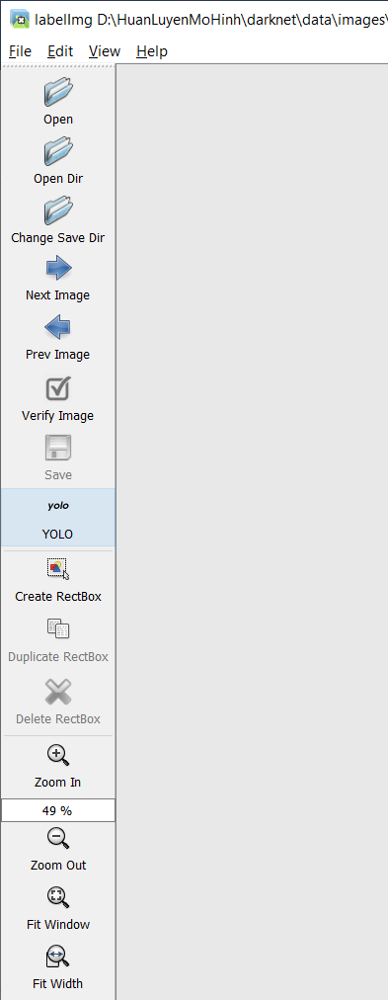 labelImg D:\HuanLuyenMoHinh\darknet\data\images\
File Edit View Help
Open
Open Dir
Change Save Dir
Next Image
Prev Image
Verify Image
Save
yolo
YOLO
Create RectBox
Duplicate RectBox
Delete RectBox
Zoom In
49 %
Zoom Out
Fit Window
Fit Width